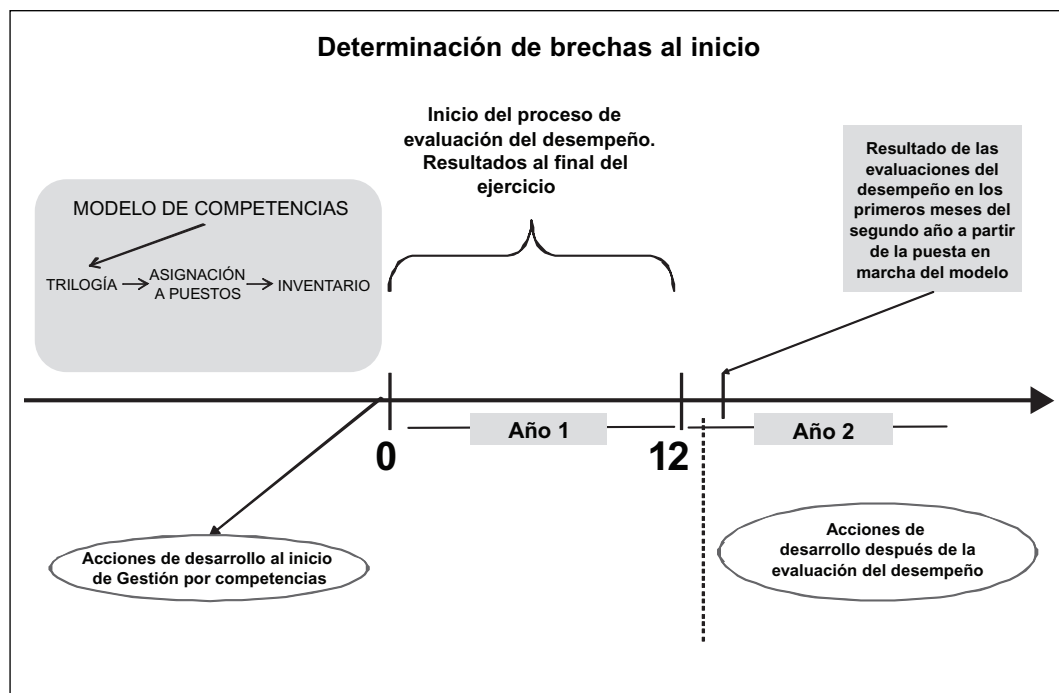 Determinación de brechas al inicio
Inicio del proceso de
evaluación del desempeño.
Resultados al final del
ejercicio
Resultado de las
evaluaciones del
desempeño en los
primeros meses del
segundo año a partir
de la puesta en
marcha del modelo
MODELO DE COMPETENCIAS
TRILOGÍA
ASIGNACIÓN
A PUESTOS
INVENTARIO
Año 1
Año 2
0
12
Acciones de desarrollo al inicio
de Gestión por competencias
Acciones de
desarrollo después de la
evaluación del desempeño